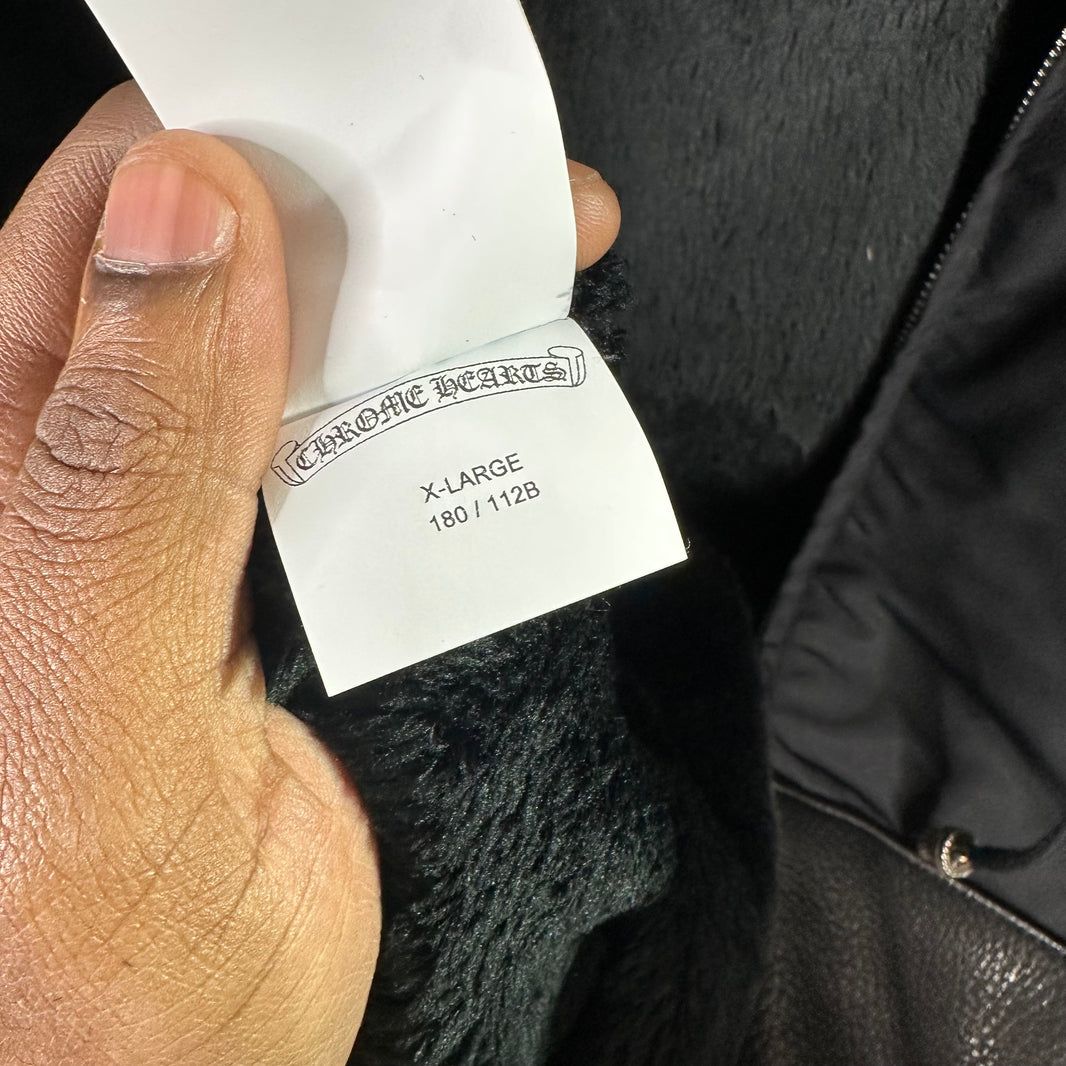 CHROME HEARTS
X-LARGE
180 / 112B